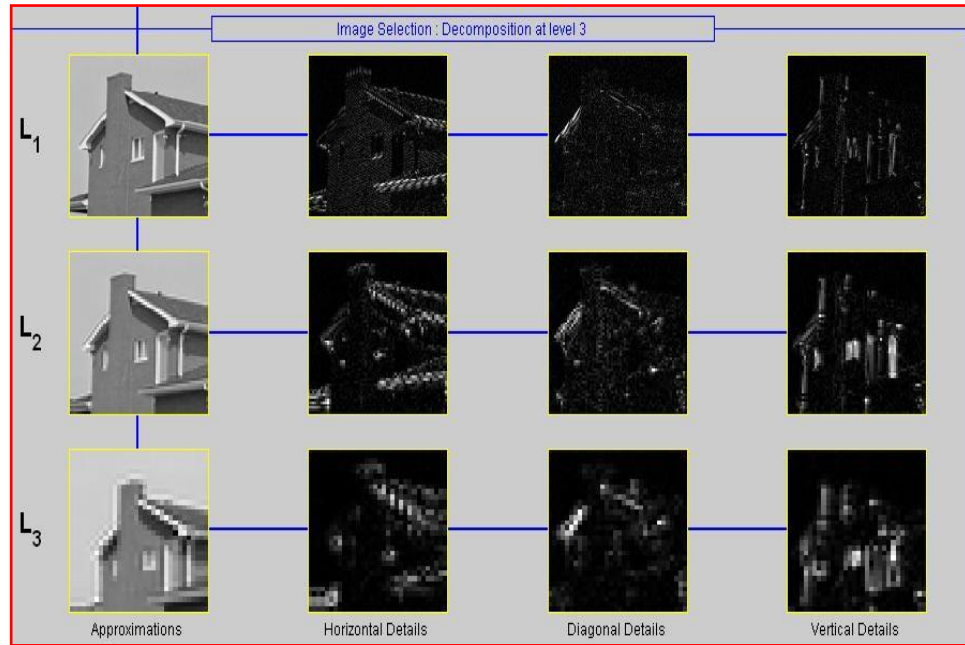 Image Selection : Decomposition at level 3
L1
L2
L3
Approximations Horizontal Details Diagonal Details Vertical Details